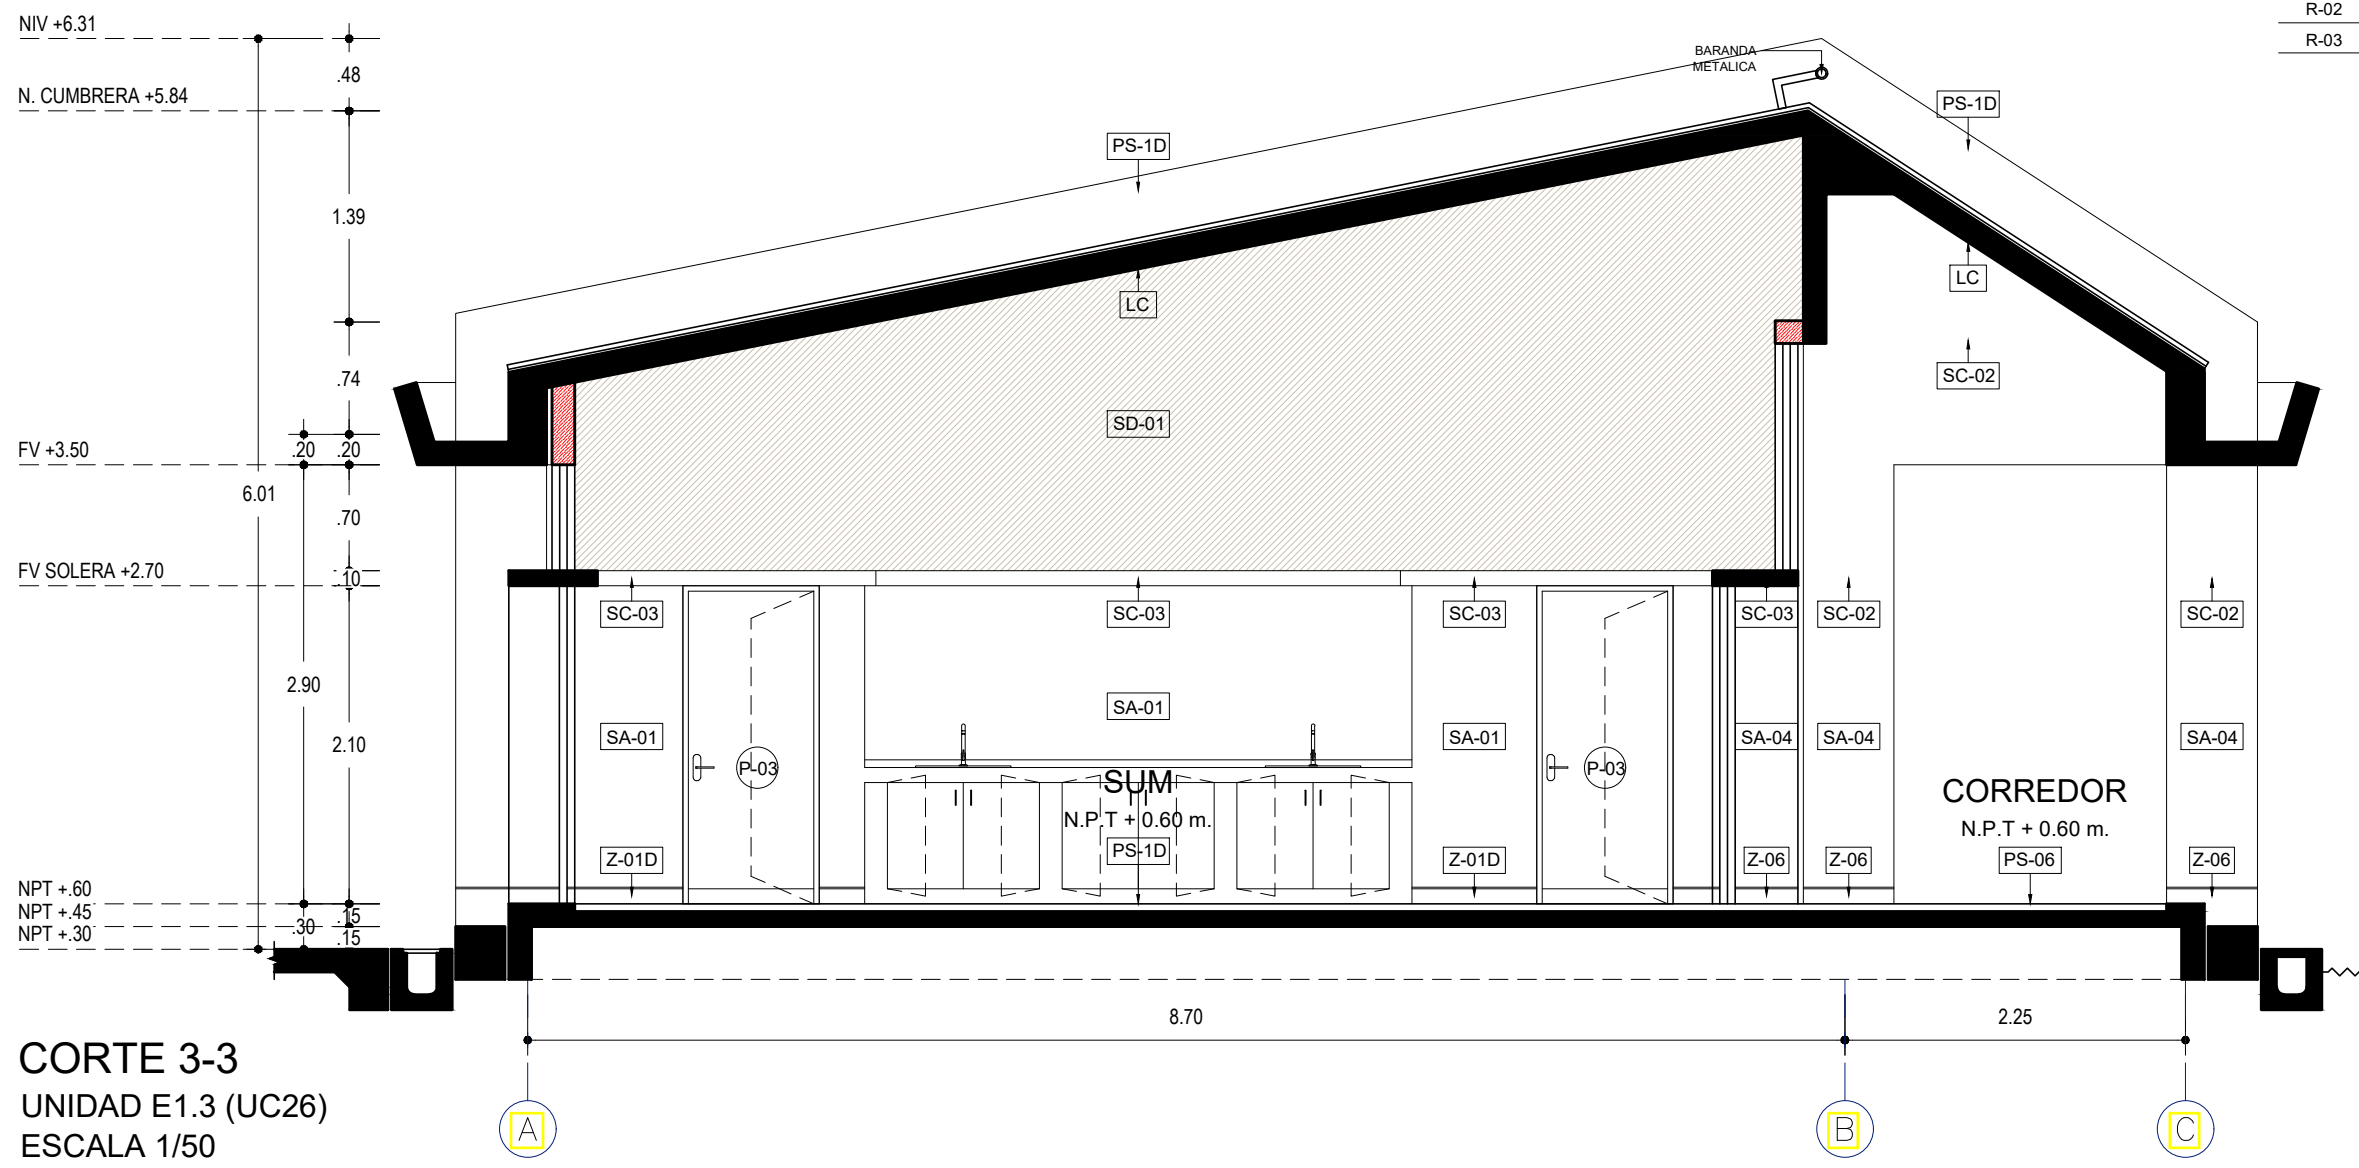 R-02
NIV +6.31
R-03
BARANDA
METALICA
.48
N. CUMBRERA +5.84
PS-1D
PS-1D
1.39
LC
LC
.74
SC-02
SD-01
FV +3.50
.20 .20
6.01
.70
FV SOLERA +2.70
.10
SC-03 SC-03 SC-03 SC-03 SC-02 SC-02
2.90
SA-01
2.10
SA-01 SA-01 SA-04 SA-04 SA-04
P-03 P-03
SUM
CORREDOR
N.P.T + 0.60 m.
N.P.T + 0.60 m.
PS-1D
Z-01D Z-01D Z-06 Z-06 PS-06 Z-06
NPT +.60
NPT +.45
.15
NPT +.30
.30
.15
8.70 2.25
CORTE 3-3
UNIDAD E1.3 (UC26)
ESCALA 1/50
A B C